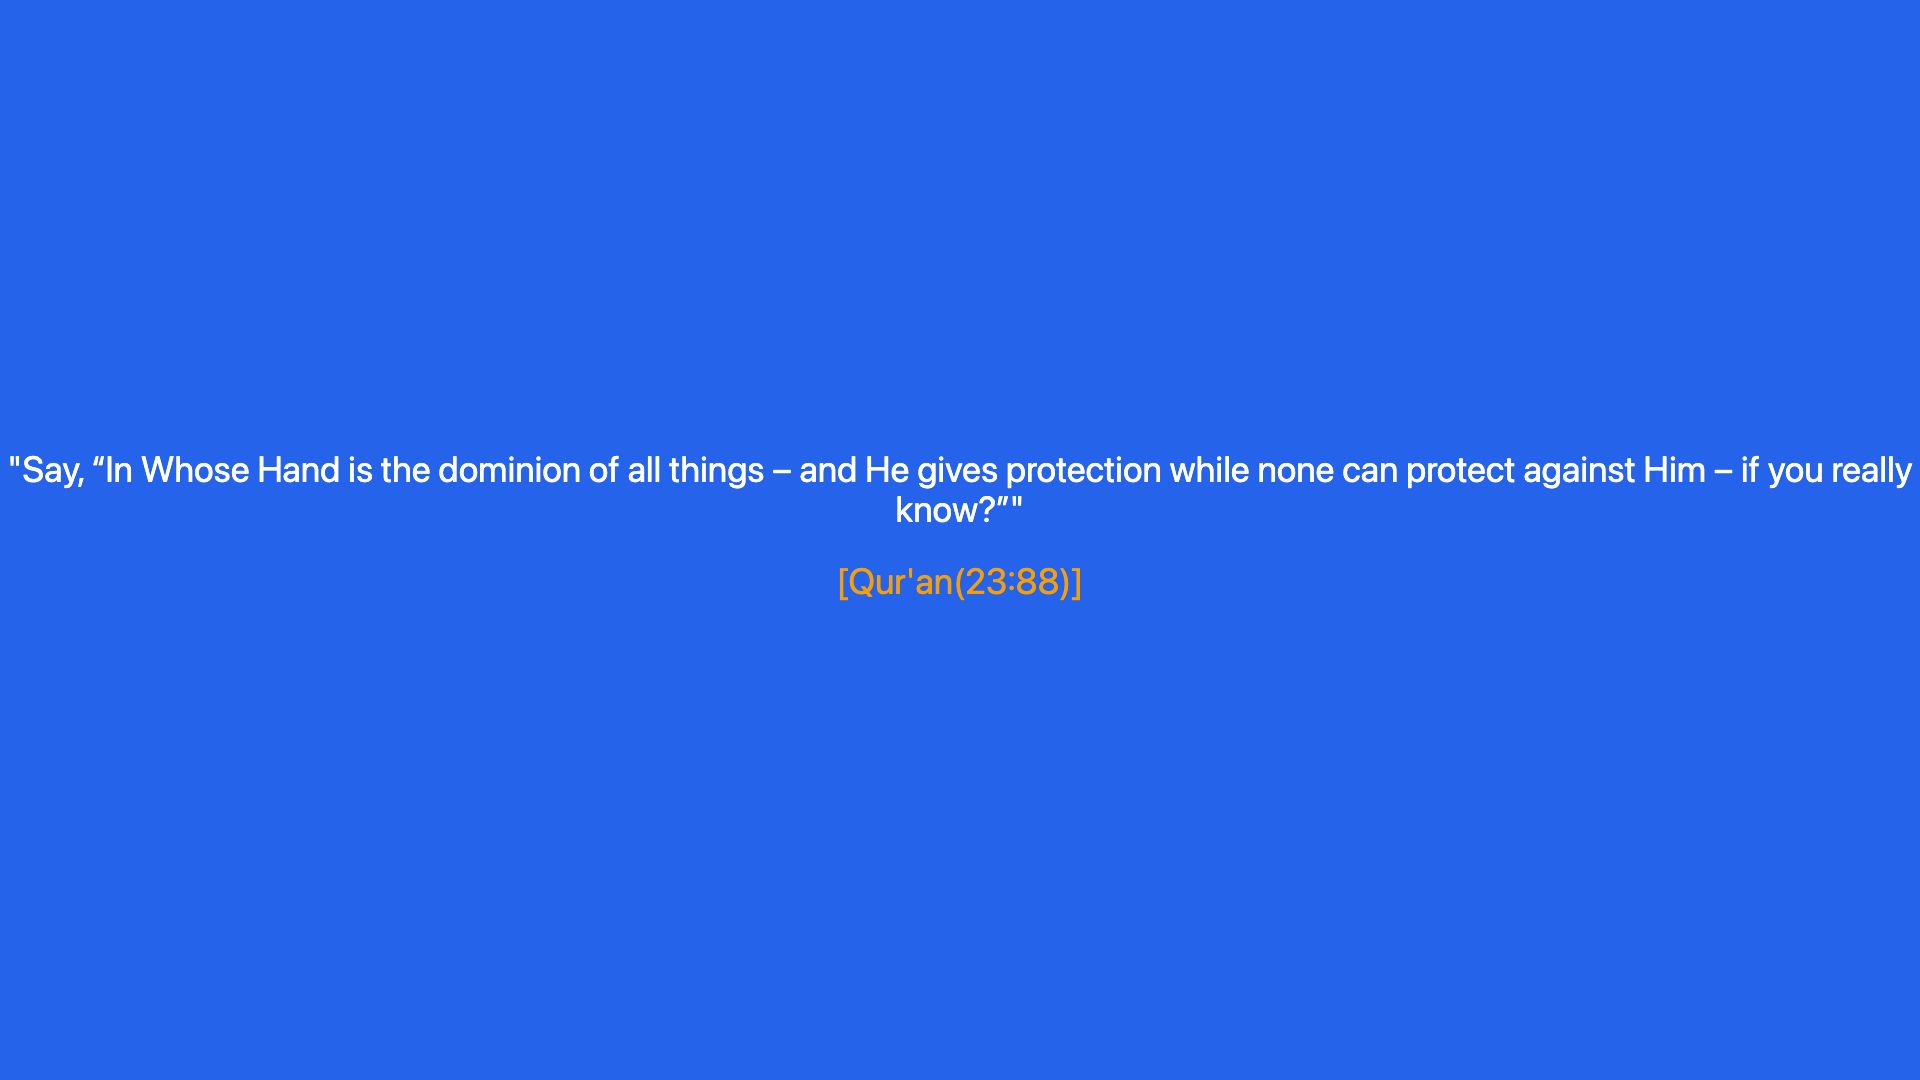 "Say, “In Whose Hand is the dominion of all things – and He gives protection while none can protect against Him – if you really
know?”"
[Qur'an(23:88)]